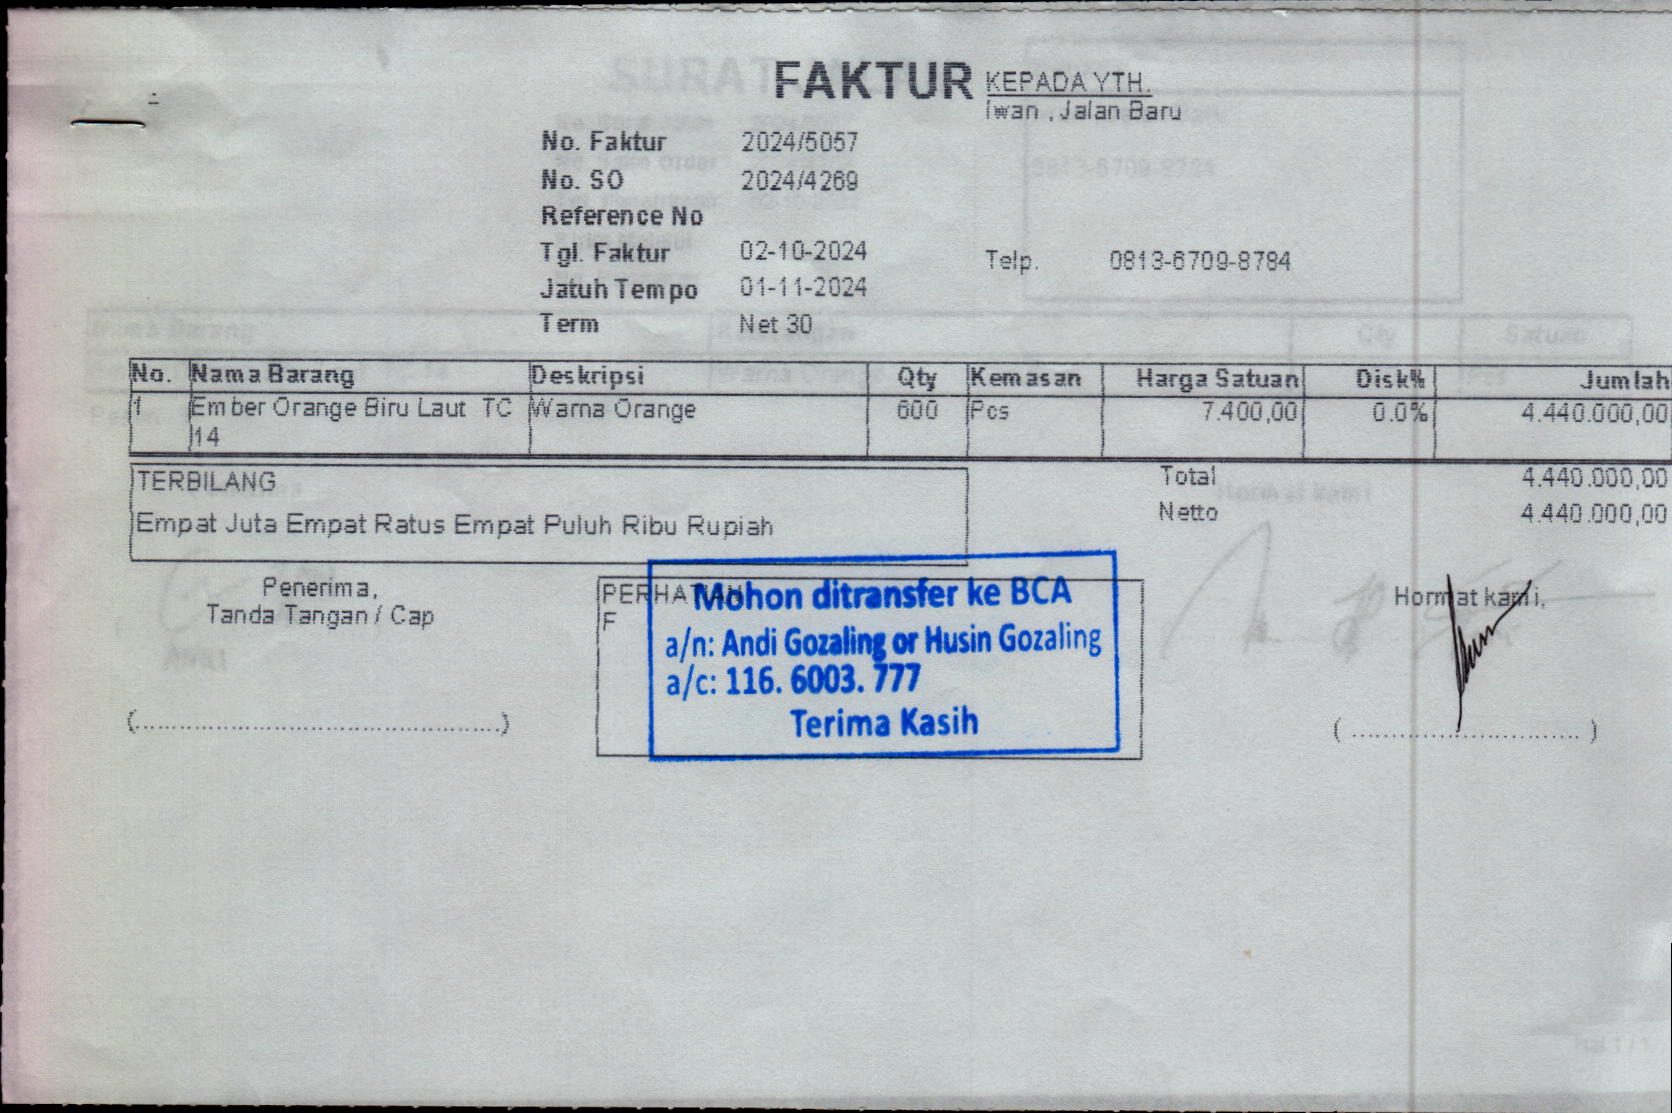 FAKTUR
KEPADA YTH.
Iwan , Jalan Baru
No. Faktur 2024/5057
No. SO 2024/4269
Reference No
Tgl. Faktur 02-10-2024
Telp. 0813-6709-8784
Jatuh Tempo 01-11-2024
Term Net 30
No. Nama Barang Deskripsi Qty Kemasan Harga Satuan Disk% Jumlah
1 Ember Orange Biru Laut TC Warna Orange 600 Pcs 7.400,00 0.0% 4.440.000,00
14
TERBILANG
Total 4.440.000,00
Empat Juta Empat Ratus Empat Puluh Ribu Rupiah
Netto 4.440.000,00
Penerima,
Tanda Tangan / Cap
PERHATIAN
F
Mohon ditransfer ke BCA
a/n: Andi Gozaling or Husin Gozaling
a/c: 116. 6003. 777
Terima Kasih
Hormat kami,
(..............................................)
( ............................. )